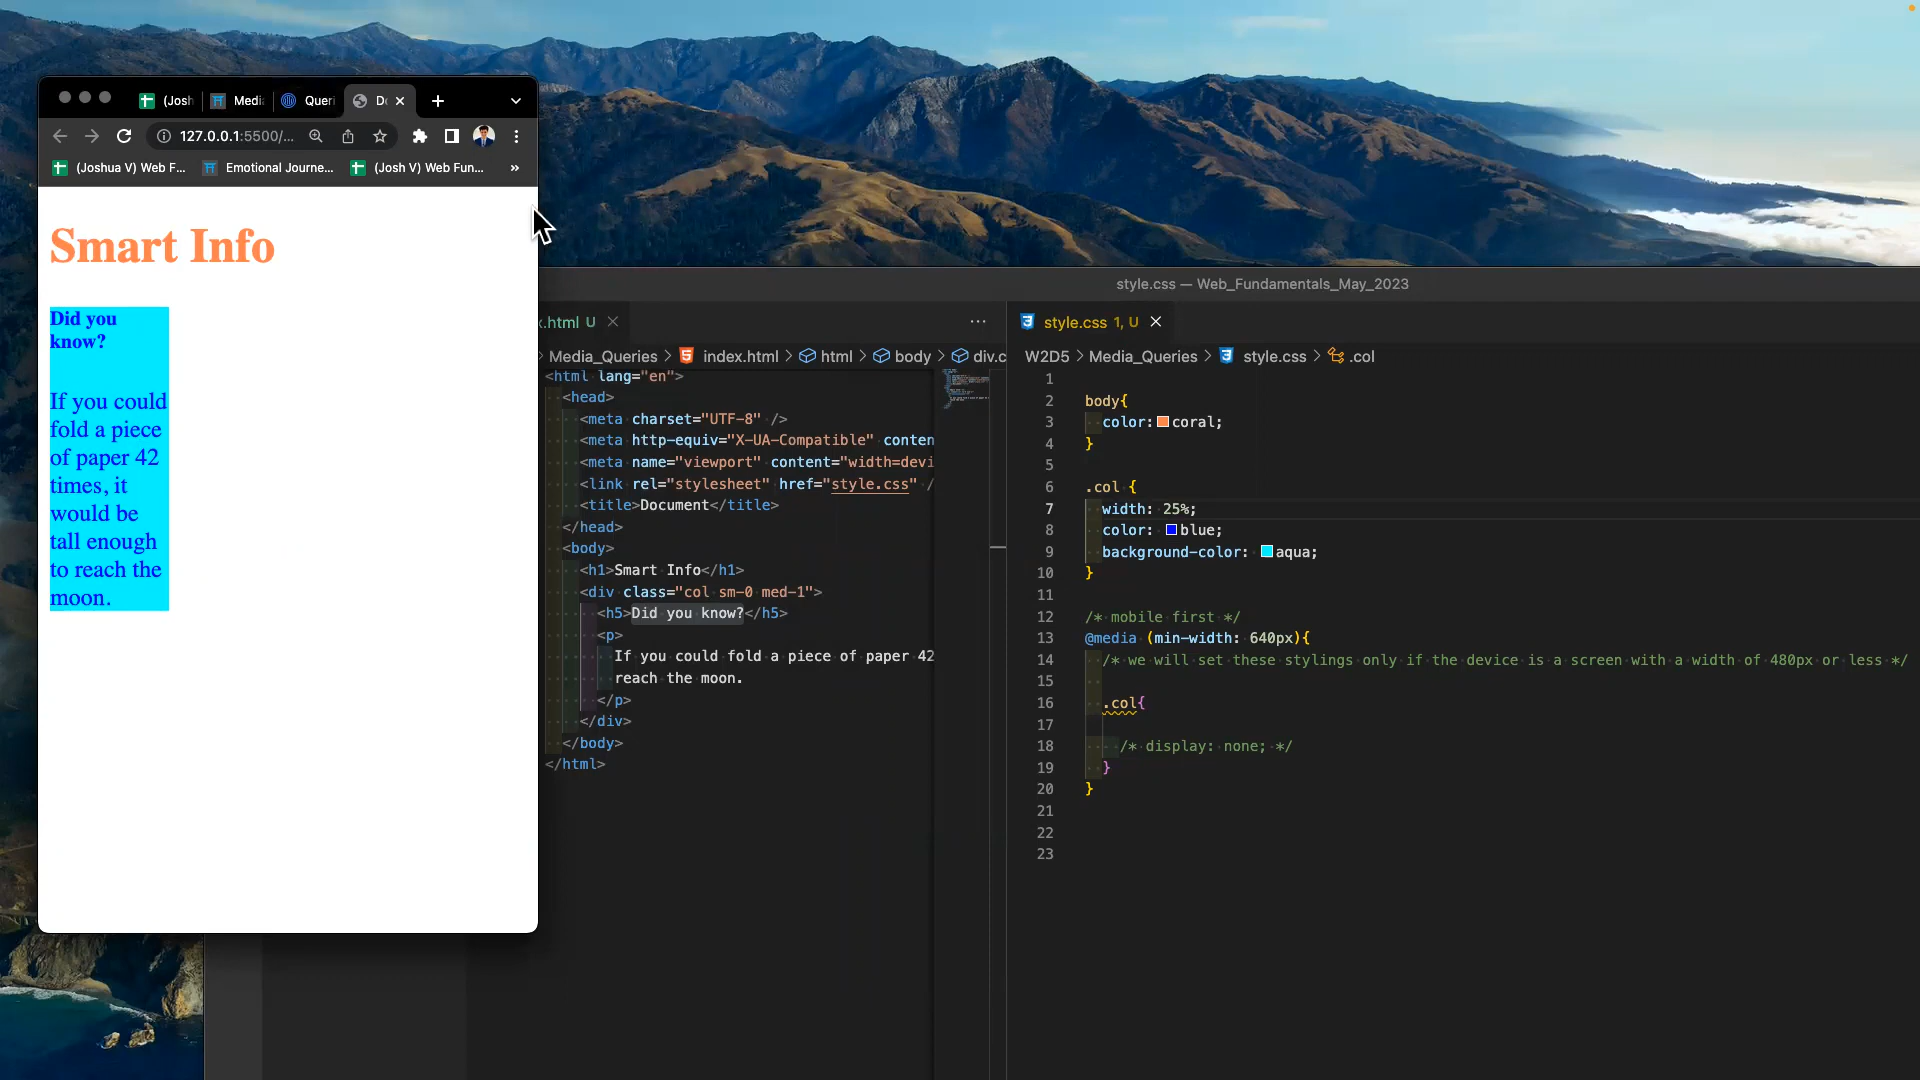 (Josh
Media
Queri
Do
127.0.0.1:5500/...
(Joshua V) Web F...
Emotional Journe...
(Josh V) Web Fun...
»
Smart Info
Did you
know?
If you could
fold a piece
of paper 42
times, it
would be
tall enough
to reach the
moon.
style.css — Web_Fundamentals_May_2023
x.html U
Media_Queries > index.html > html > body > div.c
<html lang="en">
<head>
<meta charset="UTF-8" />
<meta http-equiv="X-UA-Compatible" conten
<meta name="viewport" content="width=devi
<link rel="stylesheet" href="style.css" /
<title>Document</title>
</head>
<body>
<h1>Smart Info</h1>
<div class="col sm-0 med-1">
<h5>Did you know?</h5>
<p>
If you could fold a piece of paper 42
reach the moon.
</p>
</div>
</body>
</html>
style.css 1, U
W2D5 > Media_Queries > style.css > .col
1
2 body{
3 color: coral;
4 }
5
6 .col {
7 width: 25%;
8 color: blue;
9 background-color: aqua;
10 }
11
12 /* mobile first */
13 @media (min-width: 640px){
14 /* we will set these stylings only if the device is a screen with a width of 480px or less */
15
16 .col{
17
18 /* display: none; */
19 }
20 }
21
22
23